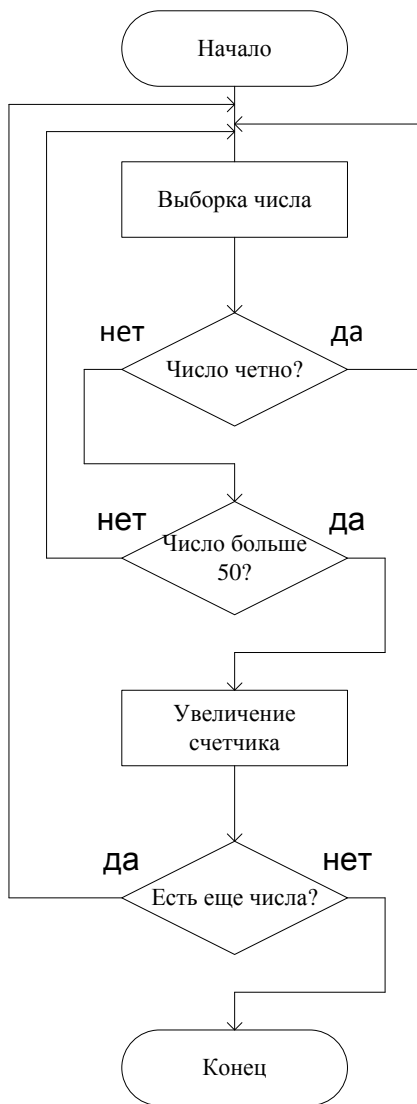 Начало
Выборка числа
нет
да
Число четно?
нет
да
Число больше
50?
Увеличение
счетчика
да
нет
Есть еще числа?
Конец